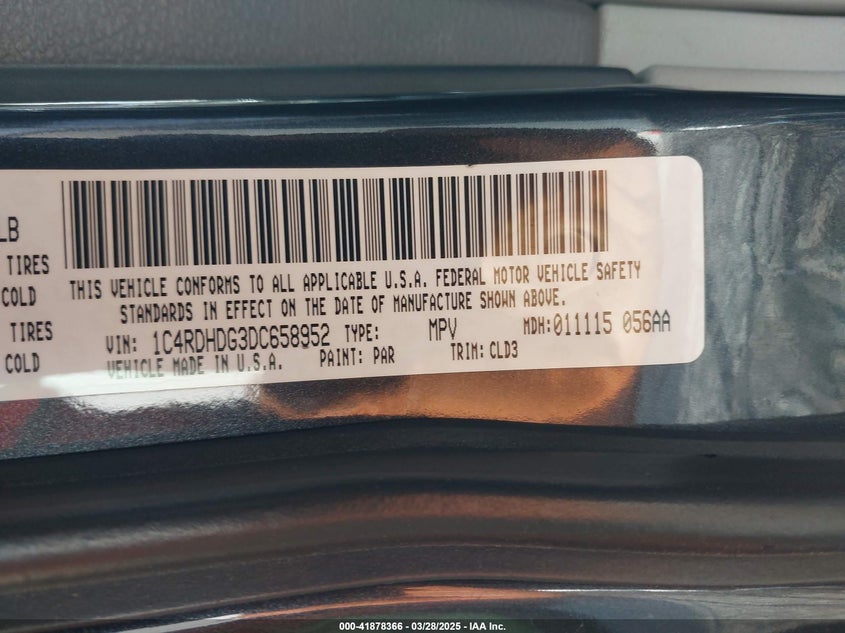 LB
TIRES
COLD
TIRES
COLD
THIS VEHICLE CONFORMS TO ALL APPLICABLE U.S.A. FEDERAL MOTOR VEHICLE SAFETY
STANDARDS IN EFFECT ON THE DATE OF MANUFACTURE SHOWN ABOVE.
VIN: 1C4RDHDG3DC658952 TYPE: MPV MDH:011115 056AA
VEHICLE MADE IN U.S.A. PAINT: PAR TRIM: CLD3
000-41878366 - 03/28/2025 - IAA Inc.